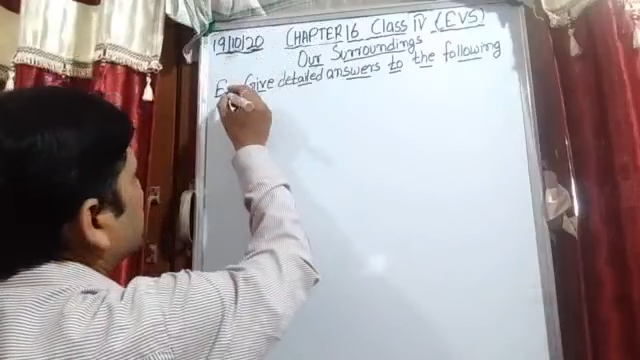 19/10/20 CHAPTER 16 Class IV (EVS)
Our Surroundings
Give detailed answers to the following